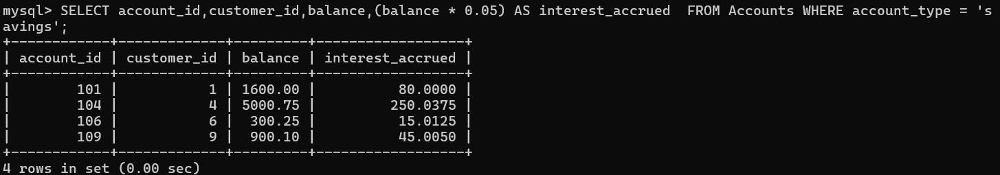 mysql> SELECT account_id,customer_id,balance,(balance * 0.05) AS interest_accrued  FROM Accounts WHERE account_type = 's
avings';
+------------+-------------+---------+------------------+
| account_id | customer_id | balance | interest_accrued |
+------------+-------------+---------+------------------+
|        101 |           1 | 1600.00 |          80.0000 |
|        104 |           4 | 5000.75 |         250.0375 |
|        106 |           6 |  300.25 |          15.0125 |
|        109 |           9 |  900.10 |          45.0050 |
+------------+-------------+---------+------------------+
4 rows in set (0.00 sec)